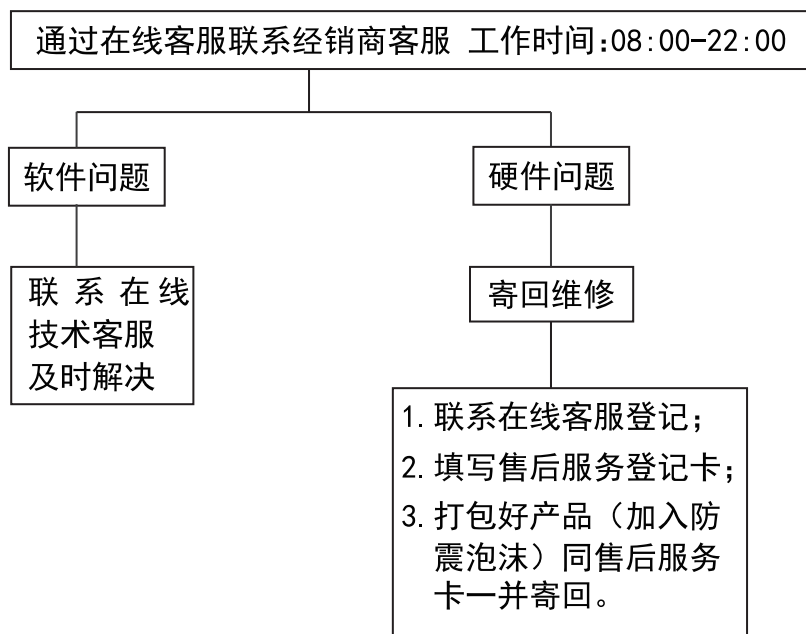 通过在线客服联系经销商客服 工作时间:08:00-22:00
软件问题
硬件问题
联系在线
技术客服
及时解决
寄回维修
1. 联系在线客服登记；
2. 填写售后服务登记卡；
3. 打包好产品（加入防
震泡沫）同售后服务
卡一并寄回。